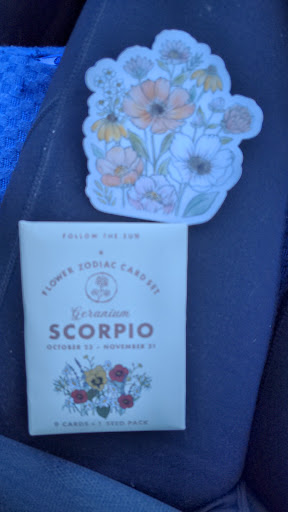 FOLLOW THE SUN
FLOWER ZODIAC CARD SET
Geranium
SCORPIO
OCTOBER 23 - NOVEMBER 21
9 CARDS • 1 SEED PACK